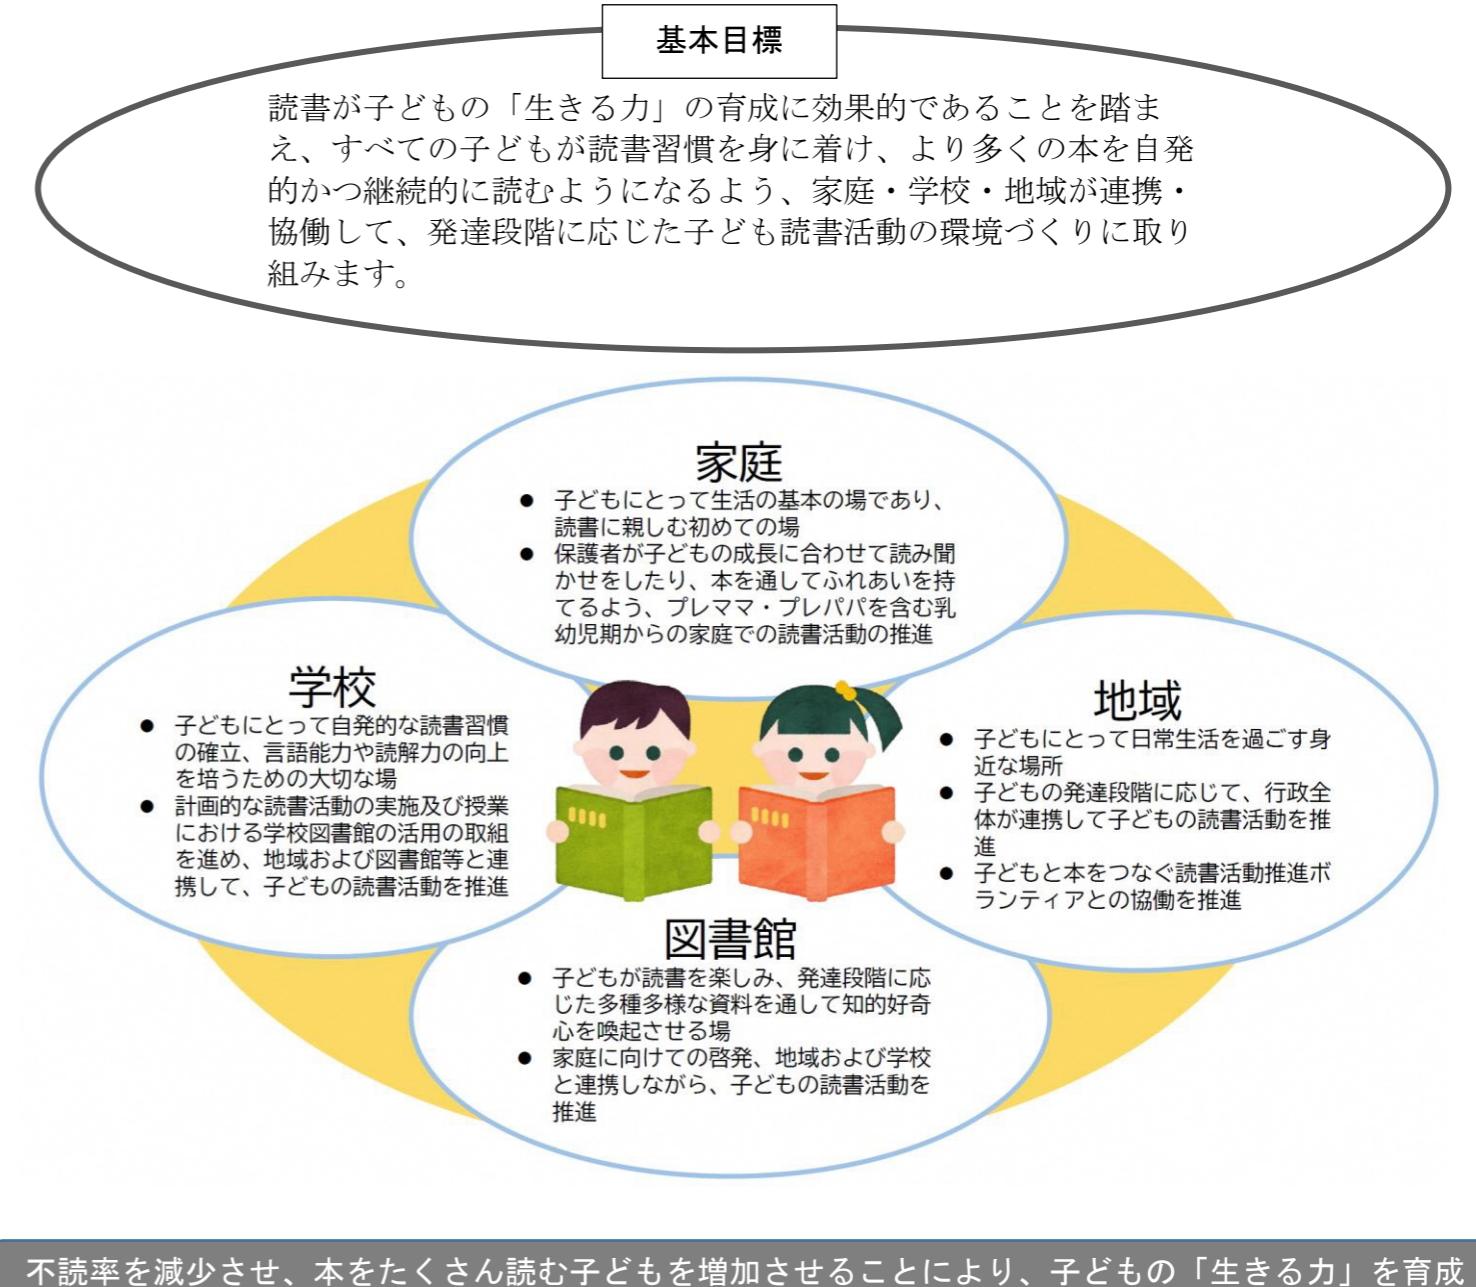 基本目標
読書が子どもの「生きる力」の育成に効果的であることを踏ま
え、すべての子どもが読書習慣を身に着け、より多くの本を自発
的かつ継続的に読むようになるよう、家庭・学校・地域が連携・
協働して、発達段階に応じた子ども読書活動の環境づくりに取り
組みます。
家庭
● 子どもにとって生活の基本の場であり、
読書に親しむ初めての場
● 保護者が子どもの成長に合わせて読み聞
かせをしたり、本を通してふれあいを持
てるよう、プレママ・プレパパを含む乳
幼児期からの家庭での読書活動の推進
学校
● 子どもにとって自発的な読書習慣
の確立、言語能力や読解力の向上
を培うための大切な場
● 計画的な読書活動の実施及び授業
における学校図書館の活用の取組
を進め、地域および図書館等と連
携して、子どもの読書活動を推進
地域
● 子どもにとって日常生活を過ごす身
近な場所
● 子どもの発達段階に応じて、行政全
体が連携して子どもの読書活動を推
進
● 子どもと本をつなぐ読書活動推進ボ
ランティアとの協働を推進
図書館
● 子どもが読書を楽しみ、発達段階に応
じた多種多様な資料を通して知的好奇
心を喚起させる場
● 家庭に向けての啓発、地域および学校
と連携しながら、子どもの読書活動を
推進
不読率を減少させ、本をたくさん読む子どもを増加させることにより、子どもの「生きる力」を育成